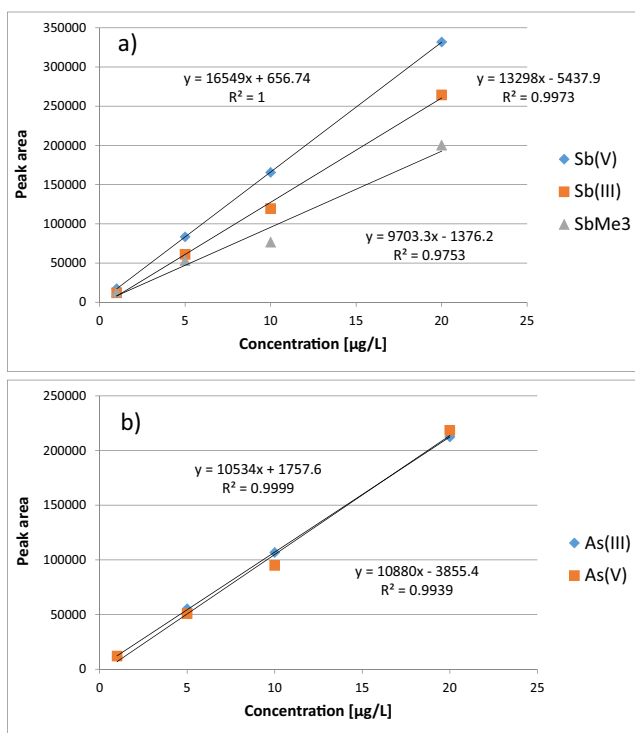 a)
350000
300000
250000
200000
150000
100000
50000
0
Peak area
y = 16549x + 656.74
R² = 1
y = 13298x - 5437.9
R² = 0.9973
y = 9703.3x - 1376.2
R² = 0.9753
Sb(V)
Sb(III)
SbMe3
0 5 10 15 20 25
Concentration [µg/L]
b)
250000
200000
150000
100000
50000
0
Peak area
y = 10534x + 1757.6
R² = 0.9999
y = 10880x - 3855.4
R² = 0.9939
As(III)
As(V)
0 5 10 15 20 25
Concentration [µg/L]